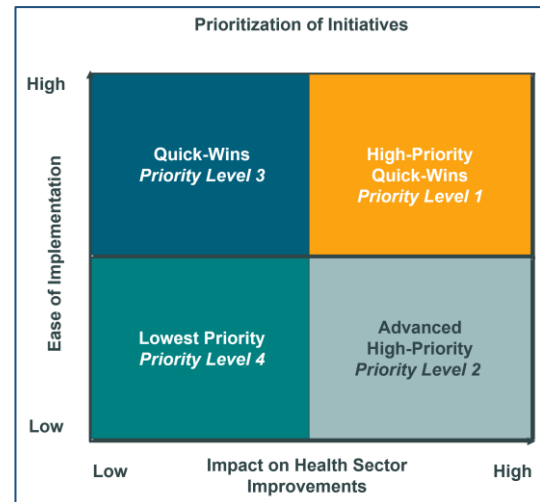 Prioritization of Initiatives
High
Ease of Implementation
Quick-Wins
Priority Level 3
High-Priority
Quick-Wins
Priority Level 1
Lowest Priority
Priority Level 4
Advanced
High-Priority
Priority Level 2
Low
Low
Impact on Health Sector
Improvements
High